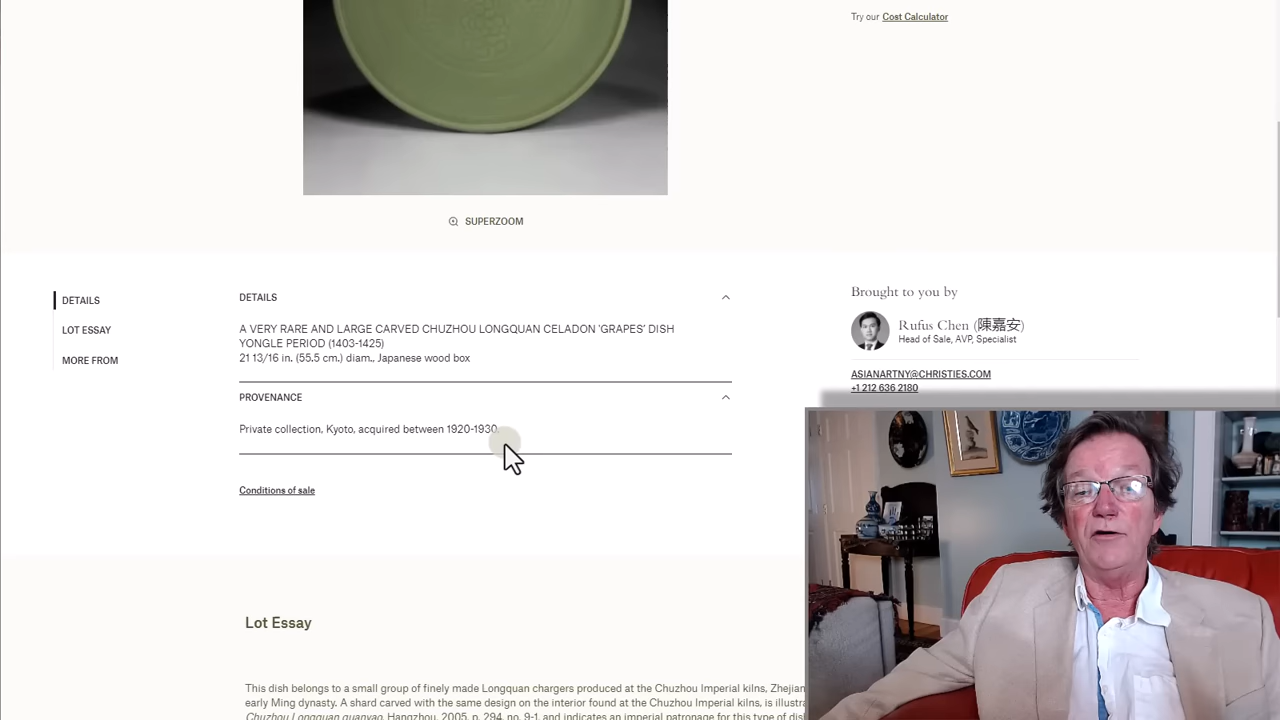 Try our Cost Calculator
SUPERZOOM
DETAILS
LOT ESSAY
MORE FROM
DETAILS
A VERY RARE AND LARGE CARVED CHUZHOU LONGQUAN CELADON 'GRAPES' DISH
YONGLE PERIOD (1403-1425)
21 13/16 in. (55.5 cm.) diam., Japanese wood box
PROVENANCE
Private collection, Kyoto, acquired between 1920-1930.
Conditions of sale
Brought to you by
Rufus Chen (陳嘉安)
Head of Sale, AVP, Specialist
ASIANARTNY@CHRISTIES.COM
+1 212 636 2180
Lot Essay
This dish belongs to a small group of finely made Longquan chargers produced at the Chuzhou Imperial kilns, Zhejian
early Ming dynasty. A shard carved with the same design on the interior found at the Chuzhou Imperial kilns, is illustra
Chuzhou Longquan guanyao, Hangzhou, 2005, p. 294, no. 9-1, and indicates an imperial patronage for this type of dish